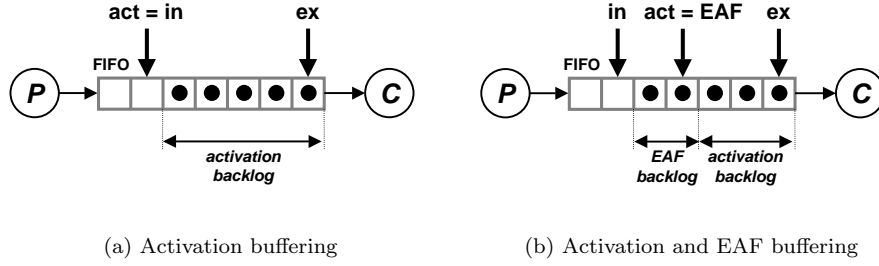 act = in
ex
FIFO
P
C
activation
backlog
(a) Activation buffering
in
act = EAF
ex
FIFO
P
C
EAF
backlog
activation
backlog
(b) Activation and EAF buffering